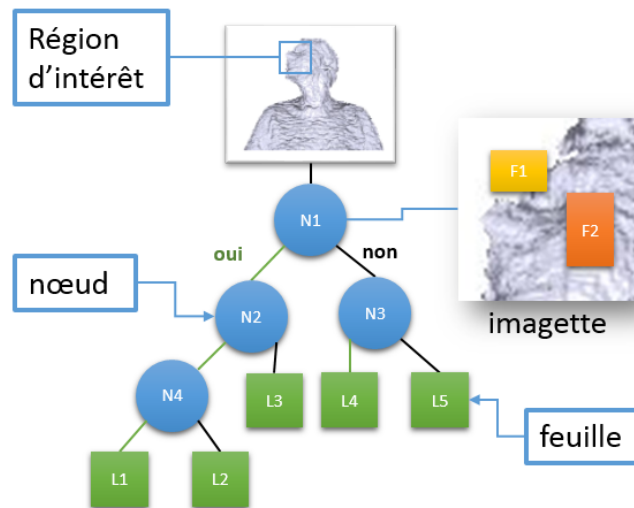 Région
d'intérêt
F1
F2
N1
oui
non
imagette
nœud
N2
N3
N4
L3
L4
L5
feuille
L1
L2